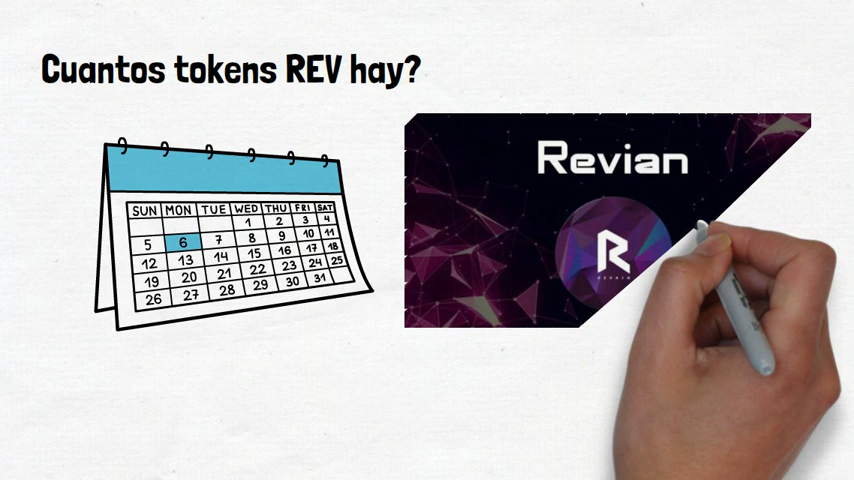 Cuantos tokens REV hay?
Revian
R
SUN MON TUE WED THU FRI SAT
1 2 3 4
5 6 7 8 9 10 11
12 13 14 15 16 17 18
19 20 21 22 23 24 25
26 27 28 29 30 31